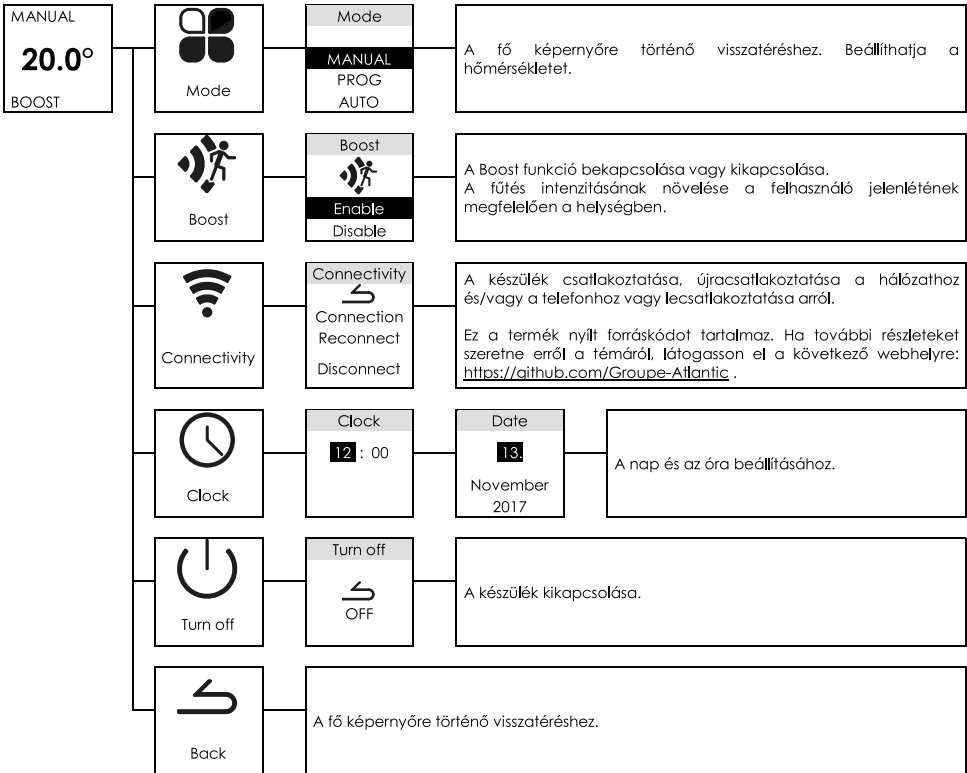 MANUAL
20.0°
BOOST
Mode
Mode
MANUAL
PROG
AUTO
A fő képernyőre történő visszatéréshez. Beállíthatja a
hőmérsékletet.
Boost
Boost
Enable
Disable
A Boost funkció bekapcsolása vagy kikapcsolása.
A fűtés intenzitásának növelése a felhasználó jelenlétének
megfelelően a helységben.
Connectivity
Connectivity
Connection
Reconnect
Disconnect
A készülék csatlakoztatása, újracsatlakoztatása a hálózathoz
és/vagy a telefonhoz vagy lecsatlakoztatása arról.
Ez a termék nyílt forráskódot tartalmaz. Ha további részleteket
szeretne erről a témáról, látogasson el a következő webhelyre:
https://github.com/Groupe-Atlantic .
Clock
Clock
12 : 00
Date
13.
November
2017
A nap és az óra beállításához.
Turn off
Turn off
OFF
A készülék kikapcsolása.
Back
A fő képernyőre történő visszatéréshez.